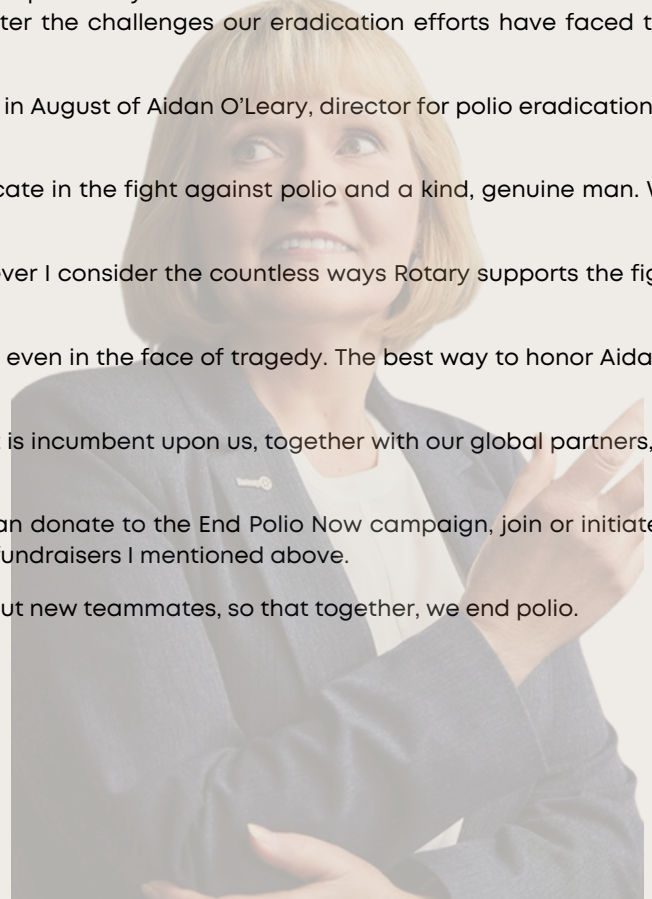 ter the challenges our eradication efforts have faced t
in August of Aidan O’Leary, director for polio eradication
cate in the fight against polio and a kind, genuine man.
ver I consider the countless ways Rotary supports the fig
even in the face of tragedy. The best way to honor Aida
is incumbent upon us, together with our global partners,
an donate to the End Polio Now campaign, join or initiate
fundraisers I mentioned above.
ut new teammates, so that together, we end polio.